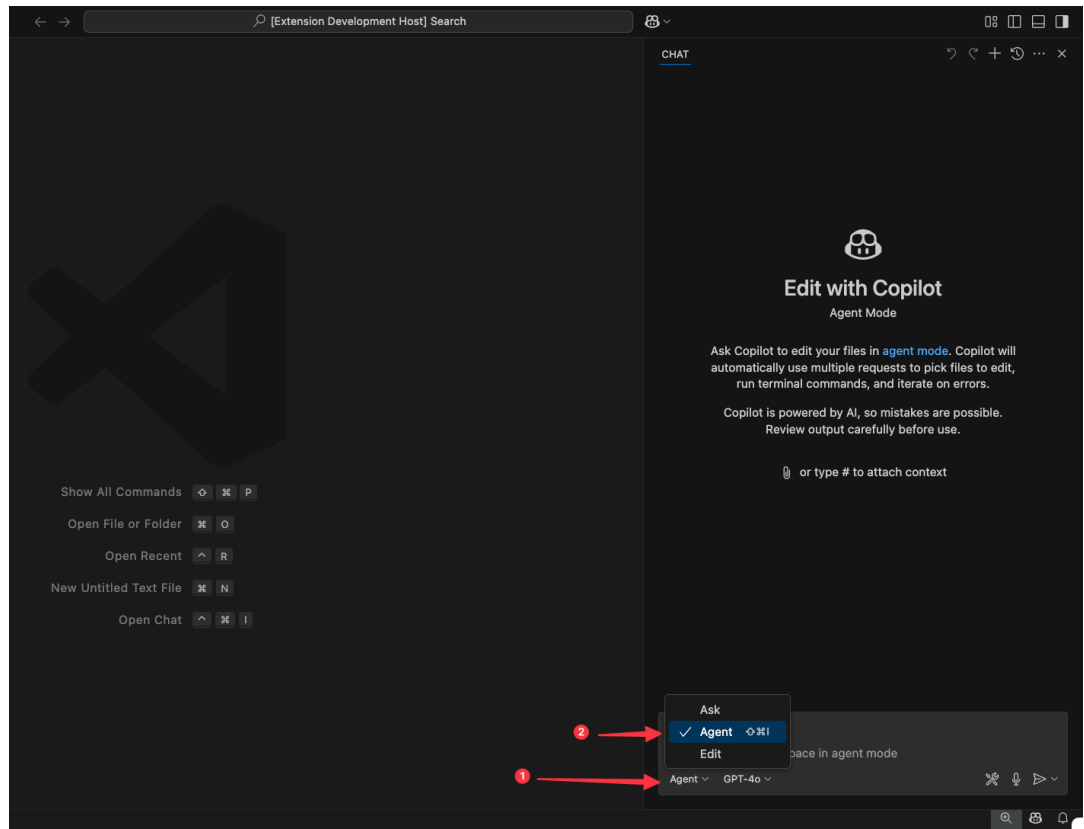 [Extension Development Host] Search
CHAT
Edit with Copilot
Agent Mode
Ask Copilot to edit your files in agent mode. Copilot will
automatically use multiple requests to pick files to edit,
run terminal commands, and iterate on errors.
Copilot is powered by AI, so mistakes are possible.
Review output carefully before use.
or type # to attach context
Show All Commands ⇧ ⌘ P
Open File or Folder ⌘ O
Open Recent ^ R
New Untitled Text File ⌘ N
Open Chat ^ ⌘ I
Ask
2
Agent ⇧⌘I
Edit
pace in agent mode
1
Agent
GPT-4o